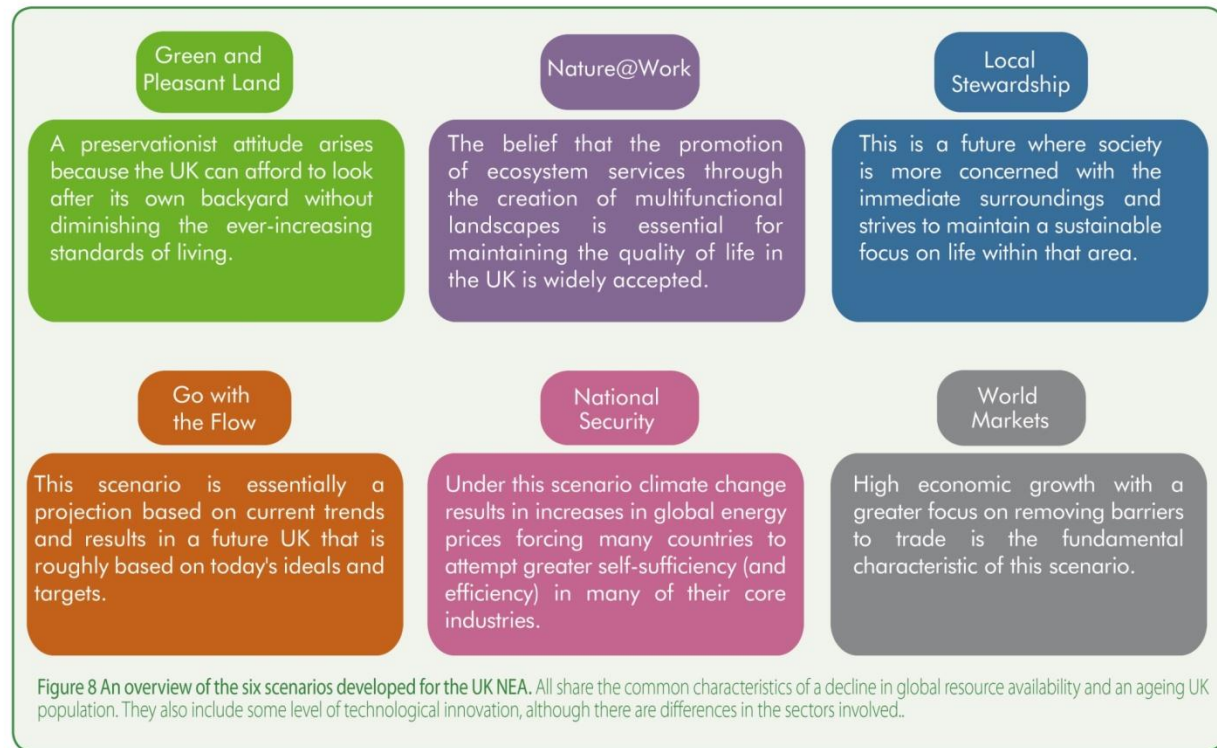 Green and
Pleasant Land
A preservationist attitude arises
because the UK can afford to look
after its own backyard without
diminishing the ever-increasing
standards of living.
Nature@Work
The belief that the promotion
of ecosystem services through
the creation of multifunctional
landscapes is essential for
maintaining the quality of life in
the UK is widely accepted.
Local
Stewardship
This is a future where society
is more concerned with the
immediate surroundings and
strives to maintain a sustainable
focus on life within that area.
Go with
the Flow
This scenario is essentially a
projection based on current trends
and results in a future UK that is
roughly based on today's ideals and
targets.
National
Security
Under this scenario climate change
results in increases in global energy
prices forcing many countries to
attempt greater self-sufficiency (and
efficiency) in many of their core
industries.
World
Markets
High economic growth with a
greater focus on removing barriers
to trade is the fundamental
characteristic of this scenario.
Figure 8 An overview of the six scenarios developed for the UK NEA. All share the common characteristics of a decline in global resource availability and an ageing UK
population. They also include some level of technological innovation, although there are differences in the sectors involved..